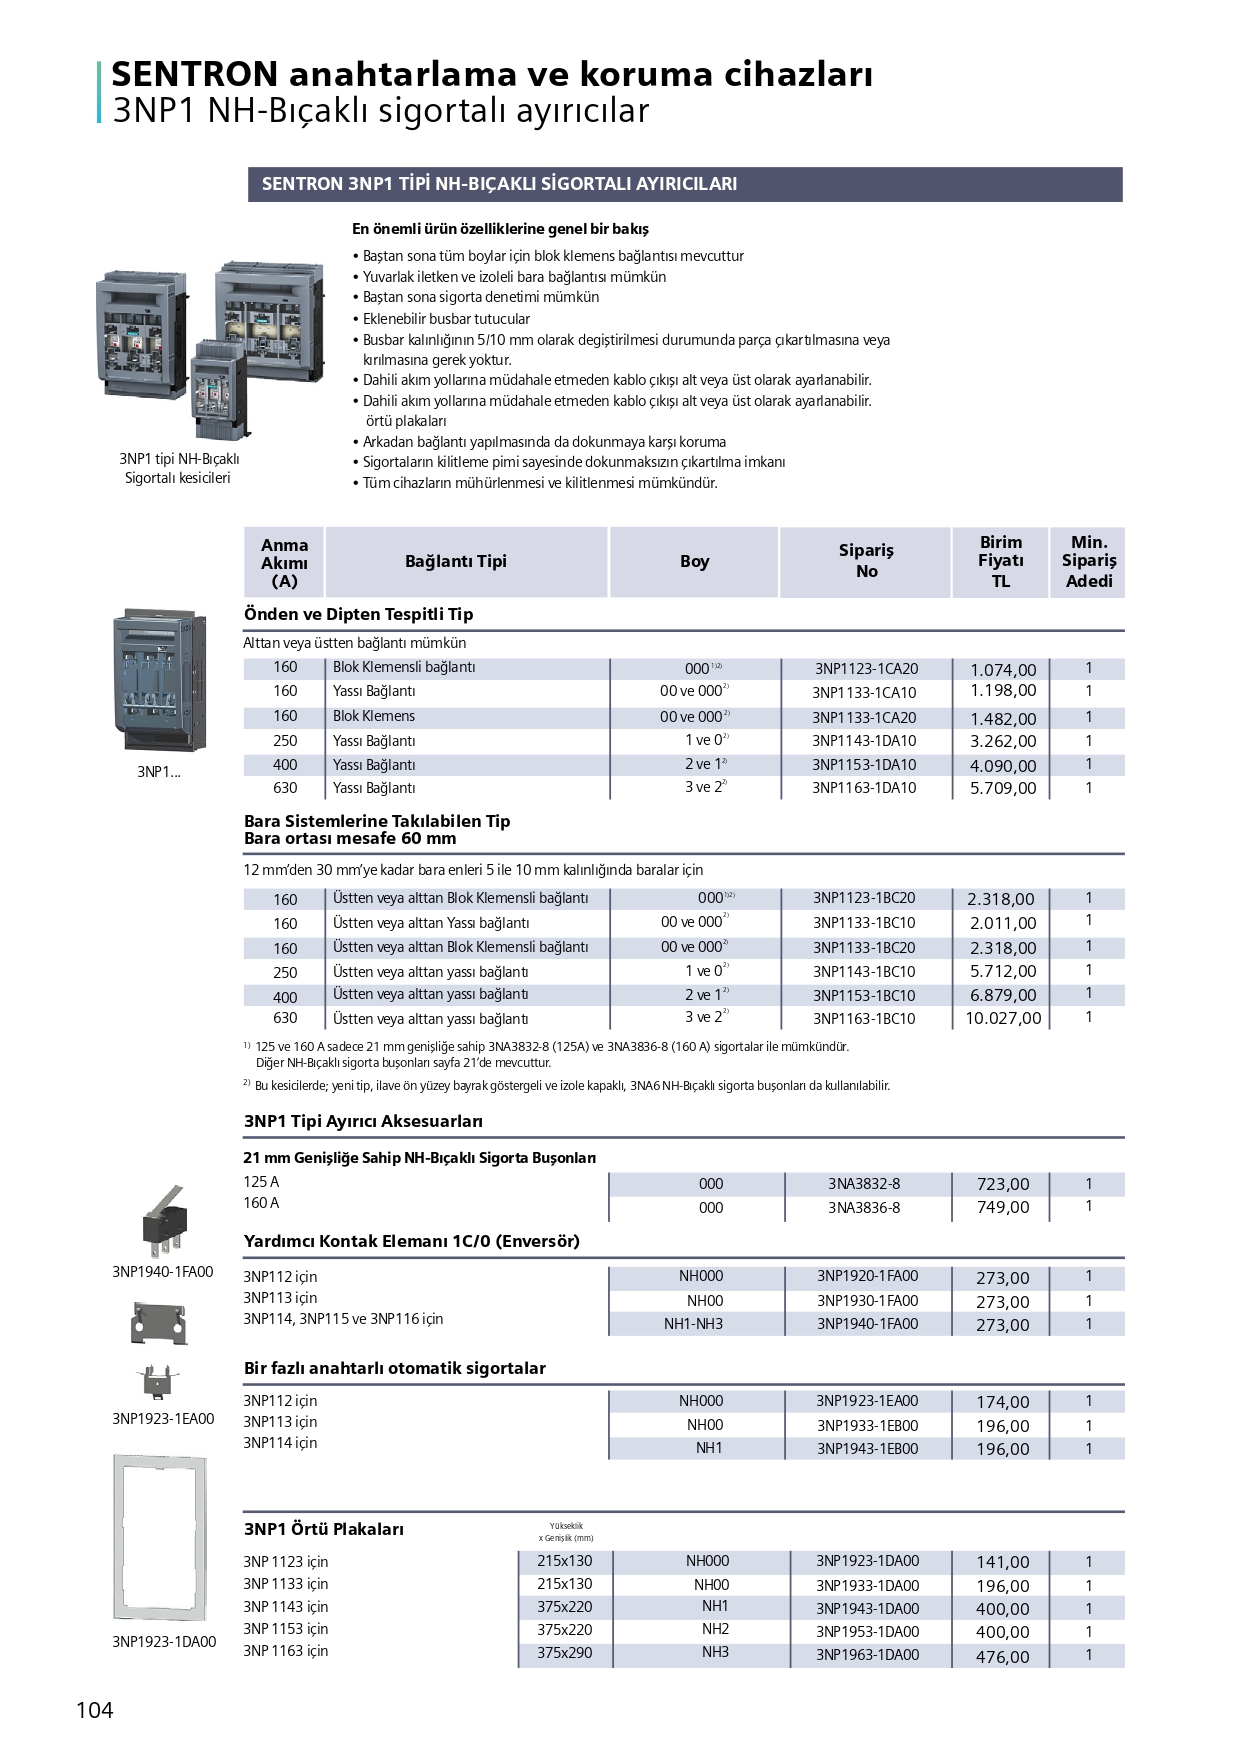 SENTRON anahtarlama ve koruma cihazları
3NP1 NH-Bıçaklı sigortalı ayırıcılar
SENTRON 3NP1 TİPİ NH-BIÇAKLI SİGORTALI AYIRICILARI
En önemli ürün özelliklerine genel bir bakış
• Baştan sona tüm boylar için blok klemens bağlantısı mevcuttur
• Yuvarlak iletken ve izoleli bara bağlantısı mümkün
• Baştan sona sigorta denetimi mümkün
• Eklenebilir busbar tutucular
• Busbar kalınlığının 5/10 mm olarak degiştirilmesi durumunda parça çıkartılmasına veya
kırılmasına gerek yoktur.
• Dahili akım yollarına müdahale etmeden kablo çıkışı alt veya üst olarak ayarlanabilir.
• Dahili akım yollarına müdahale etmeden kablo çıkışı alt veya üst olarak ayarlanabilir.
örtü plakaları
• Arkadan bağlantı yapılmasında da dokunmaya karşı koruma
• Sigortaların kilitleme pimi sayesinde dokunmaksızın çıkartılma imkanı
• Tüm cihazların mühürlenmesi ve kilitlenmesi mümkündür.
3NP1 tipi NH-Bıçaklı
Sigortalı kesicileri
Anma Akımı (A) Bağlantı Tipi Boy Sipariş No Birim Fiyatı TL Min. Sipariş Adedi
Önden ve Dipten Tespitli Tip
Alttan veya üstten bağlantı mümkün
160 Blok Klemensli bağlantı 000 1)2) 3NP1123-1CA20 1.074,00 1
160 Yassı Bağlantı 00 ve 000 2) 3NP1133-1CA10 1.198,00 1
160 Blok Klemens 00 ve 000 2) 3NP1133-1CA20 1.482,00 1
250 Yassı Bağlantı 1 ve 0 2) 3NP1143-1DA10 3.262,00 1
400 Yassı Bağlantı 2 ve 1 2) 3NP1153-1DA10 4.090,00 1
630 Yassı Bağlantı 3 ve 2 2) 3NP1163-1DA10 5.709,00 1
3NP1...
Bara Sistemlerine Takılabilen Tip
Bara ortası mesafe 60 mm
12 mm’den 30 mm’ye kadar bara enleri 5 ile 10 mm kalınlığında baralar için
160 Üstten veya alttan Blok Klemensli bağlantı 000 1)2) 3NP1123-1BC20 2.318,00 1
160 Üstten veya alttan Yassı bağlantı 00 ve 000 2) 3NP1133-1BC10 2.011,00 1
160 Üstten veya alttan Blok Klemensli bağlantı 00 ve 000 2) 3NP1133-1BC20 2.318,00 1
250 Üstten veya alttan yassı bağlantı 1 ve 0 2) 3NP1143-1BC10 5.712,00 1
400 Üstten veya alttan yassı bağlantı 2 ve 1 2) 3NP1153-1BC10 6.879,00 1
630 Üstten veya alttan yassı bağlantı 3 ve 2 2) 3NP1163-1BC10 10.027,00 1
1) 125 ve 160 A sadece 21 mm genişliğe sahip 3NA3832-8 (125A) ve 3NA3836-8 (160 A) sigortalar ile mümkündür.
Diğer NH-Bıçaklı sigorta buşonları sayfa 21’de mevcuttur.
2) Bu kesicilerde; yeni tip, ilave ön yüzey bayrak göstergeli ve izole kapaklı, 3NA6 NH-Bıçaklı sigorta buşonları da kullanılabilir.
3NP1 Tipi Ayırıcı Aksesuarları
21 mm Genişliğe Sahip NH-Bıçaklı Sigorta Buşonları
125 A 000 3NA3832-8 723,00 1
160 A 000 3NA3836-8 749,00 1
Yardımcı Kontak Elemanı 1C/0 (Enversör)
3NP1940-1FA00
3NP112 için NH000 3NP1920-1FA00 273,00 1
3NP113 için NH00 3NP1930-1FA00 273,00 1
3NP114, 3NP115 ve 3NP116 için NH1-NH3 3NP1940-1FA00 273,00 1
Bir fazlı anahtarlı otomatik sigortalar
3NP112 için NH000 3NP1923-1EA00 174,00 1
3NP113 için NH00 3NP1933-1EB00 196,00 1
3NP114 için NH1 3NP1943-1EB00 196,00 1
3NP1923-1EA00
3NP1 Örtü Plakaları
Yükseklik
x Genişlik (mm)
3NP 1123 için 215x130 NH000 3NP1923-1DA00 141,00 1
3NP 1133 için 215x130 NH00 3NP1933-1DA00 196,00 1
3NP 1143 için 375x220 NH1 3NP1943-1DA00 400,00 1
3NP 1153 için 375x220 NH2 3NP1953-1DA00 400,00 1
3NP 1163 için 375x290 NH3 3NP1963-1DA00 476,00 1
3NP1923-1DA00
104